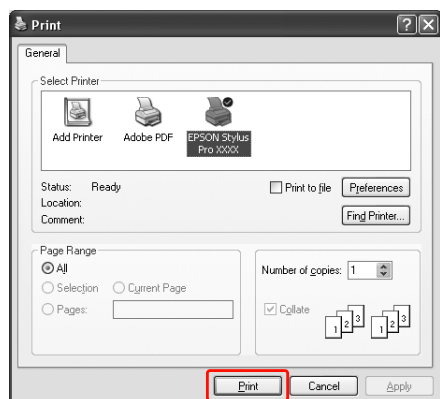 Print
General
Select Printer
Add Printer
Adobe PDF
EPSON Stylus
Pro XXXX
Status: Ready
Print to file
Preferences
Location:
Comment:
Find Printer...
Page Range
All
Selection
Current Page
Pages:
Number of copies: 1
Collate
1 2 3 1 2 3
Print
Cancel
Apply